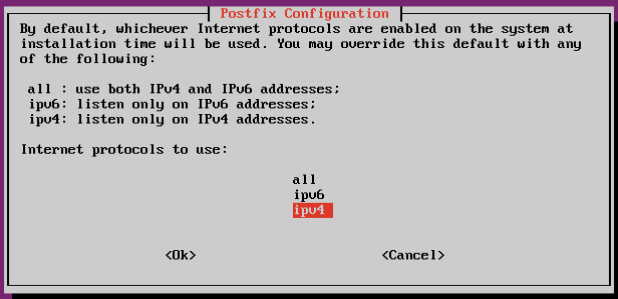 Postfix Configuration
By default, whichever Internet protocols are enabled on the system at
installation time will be used. You may override this default with any
of the following:
all : use both IPv4 and IPv6 addresses;
ipv6: listen only on IPv6 addresses;
ipv4: listen only on IPv4 addresses.
Internet protocols to use:
all
ipv6
ipv4
<Ok> <Cancel>